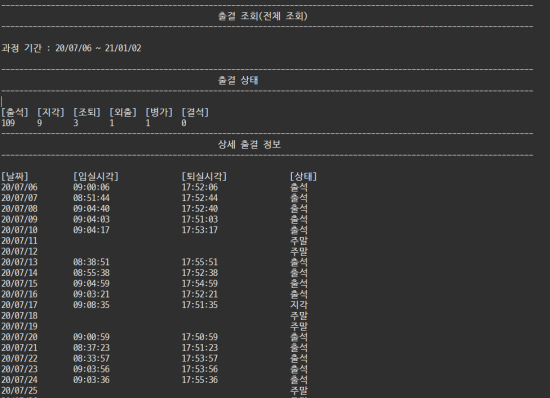 출결 조회(전체 조회)
과정 기간 : 20/07/06 ~ 21/01/02
출결 상태
[출석] [지각] [조퇴] [외출] [병가] [결석]
109 9 3 1 1 0
상세 출결 정보
[날짜] [입실시각] [퇴실시각] [상태]
20/07/06 09:00:06 17:52:06 출석
20/07/07 08:51:44 17:52:44 출석
20/07/08 09:04:40 17:52:40 출석
20/07/09 09:04:03 17:51:03 출석
20/07/10 09:04:17 17:53:17 출석
20/07/11 주말
20/07/12 주말
20/07/13 08:38:51 17:55:51 출석
20/07/14 08:55:38 17:52:38 출석
20/07/15 09:04:59 17:54:59 출석
20/07/16 09:03:21 17:52:21 출석
20/07/17 09:08:35 17:51:35 지각
20/07/18 주말
20/07/19 주말
20/07/20 09:00:59 17:50:59 출석
20/07/21 08:37:23 17:51:23 출석
20/07/22 08:33:57 17:53:57 출석
20/07/23 09:03:56 17:53:56 출석
20/07/24 09:03:36 17:55:36 출석
20/07/25 주말